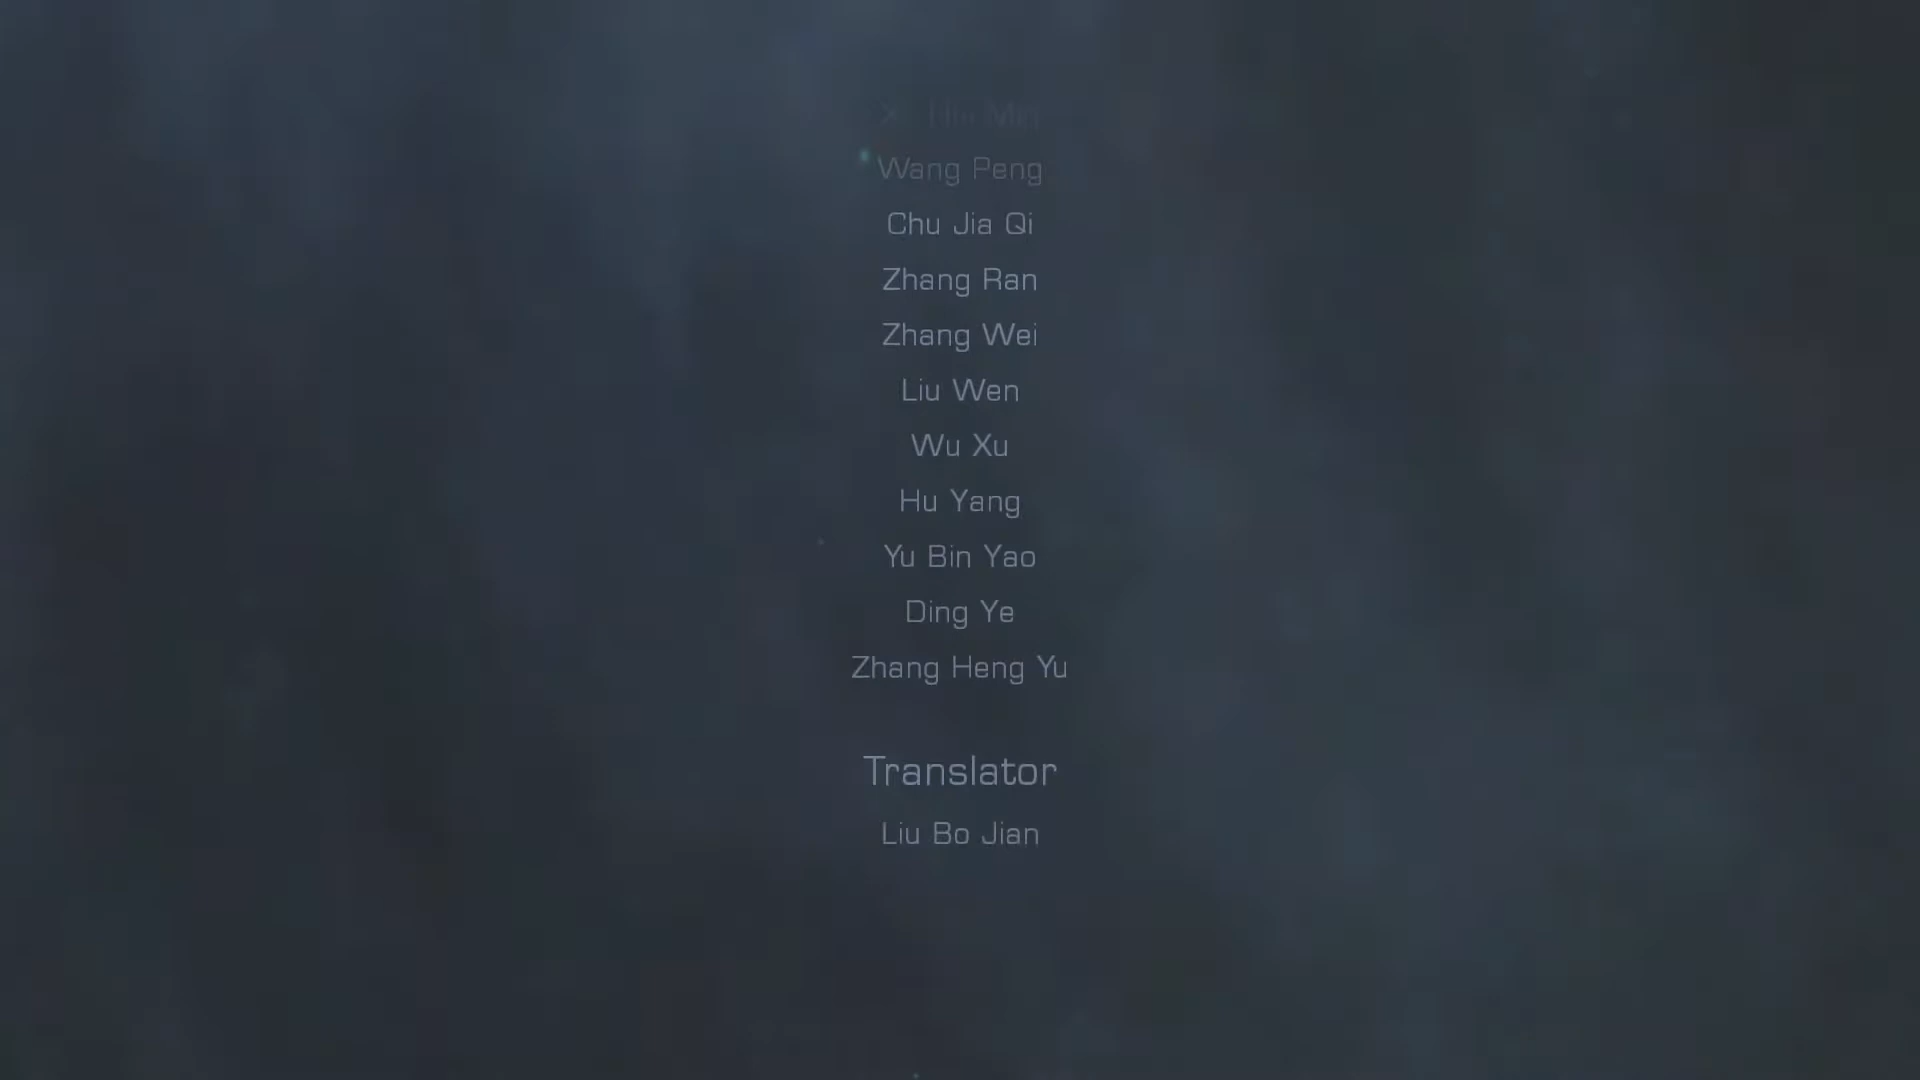 Wang Peng
Chu Jia Qi
Zhang Ran
Zhang Wei
Liu Wen
Wu Xu
Hu Yang
Yu Bin Yao
Ding Ye
Zhang Heng Yu
Translator
Liu Bo Jian